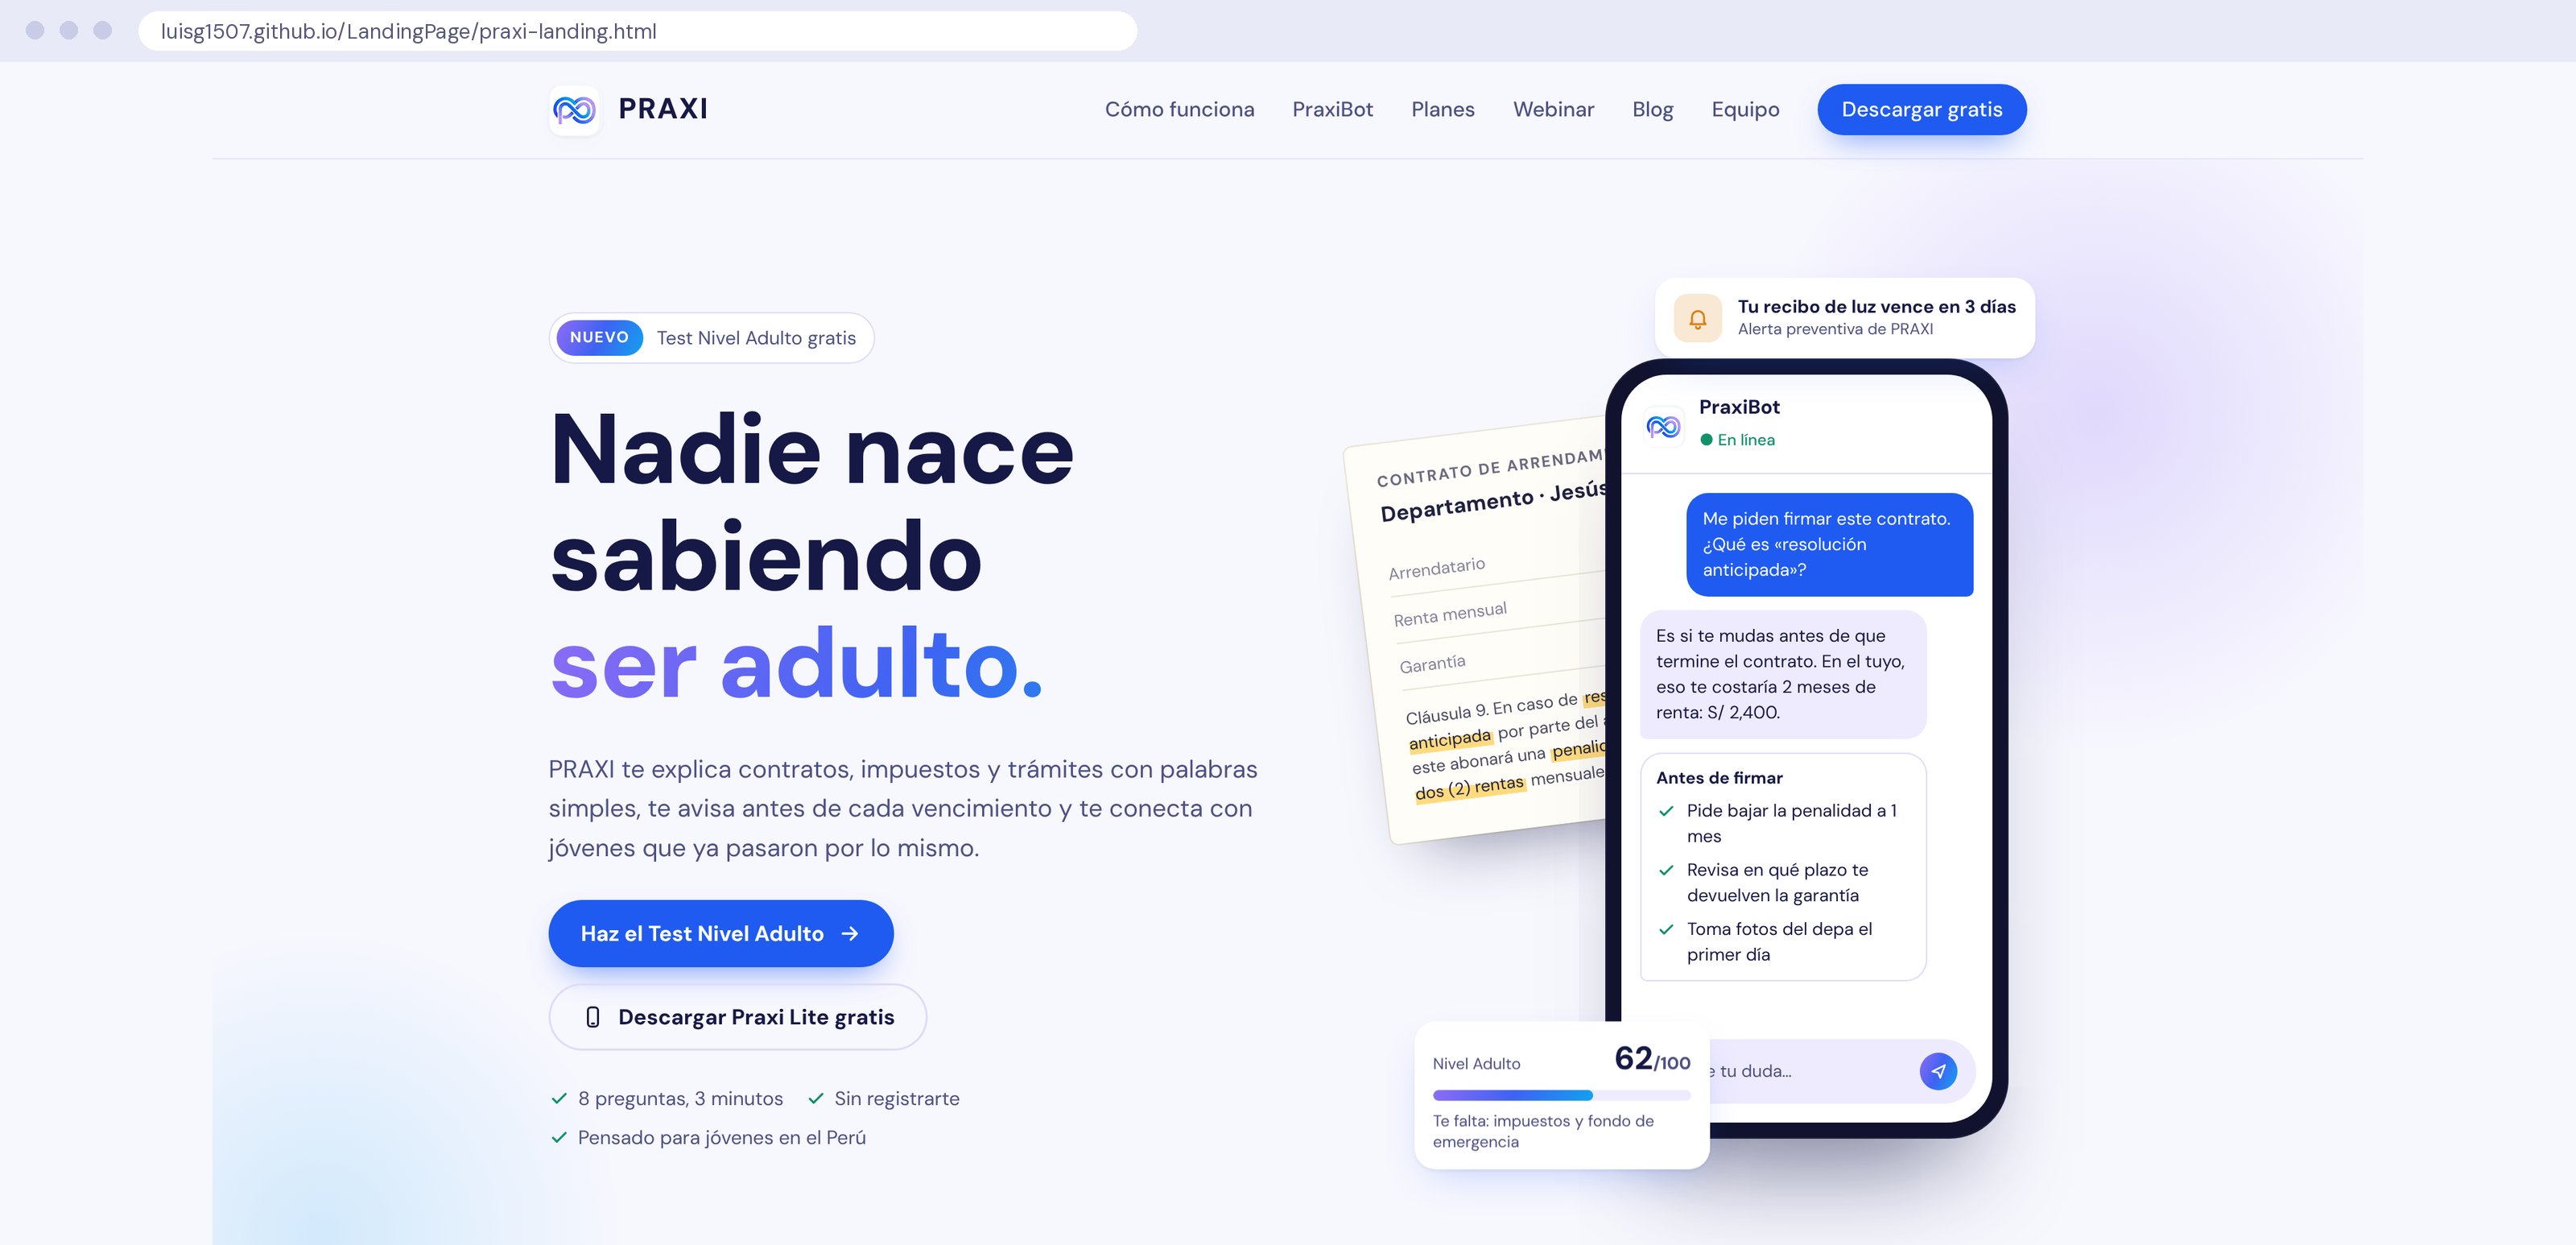 luisg1507.github.io/LandingPage/praxi-landing.html
PRAXI
Cómo funciona
PraxiBot
Planes
Webinar
Blog
Equipo
Descargar gratis
NUEVO Test Nivel Adulto gratis
Nadie nace
sabiendo
ser adulto.
PRAXI te explica contratos, impuestos y trámites con palabras
simples, te avisa antes de cada vencimiento y te conecta con
jóvenes que ya pasaron por lo mismo.
Haz el Test Nivel Adulto
Descargar Praxi Lite gratis
8 preguntas, 3 minutos
Sin registrarte
Pensado para jóvenes en el Perú
Tu recibo de luz vence en 3 días
Alerta preventiva de PRAXI
CONTRATO DE
Departamento · Jesús
Arrendatario
Renta mensual
Garantía
Cláusula 9. En caso de
anticipada por parte del
este abonará una
dos (2) rentas
PraxiBot
En línea
Me piden firmar este contrato.
¿Qué es «resolución
anticipada»?
Es si te mudas antes de que
termine el contrato. En el tuyo,
eso te costaría 2 meses de
renta: S/ 2,400.
Antes de firmar
Pide bajar la penalidad a 1
mes
Revisa en qué plazo te
devuelven la garantía
Toma fotos del depa el
primer día
tu duda...
Nivel Adulto
62/100
Te falta: impuestos y fondo de
emergencia